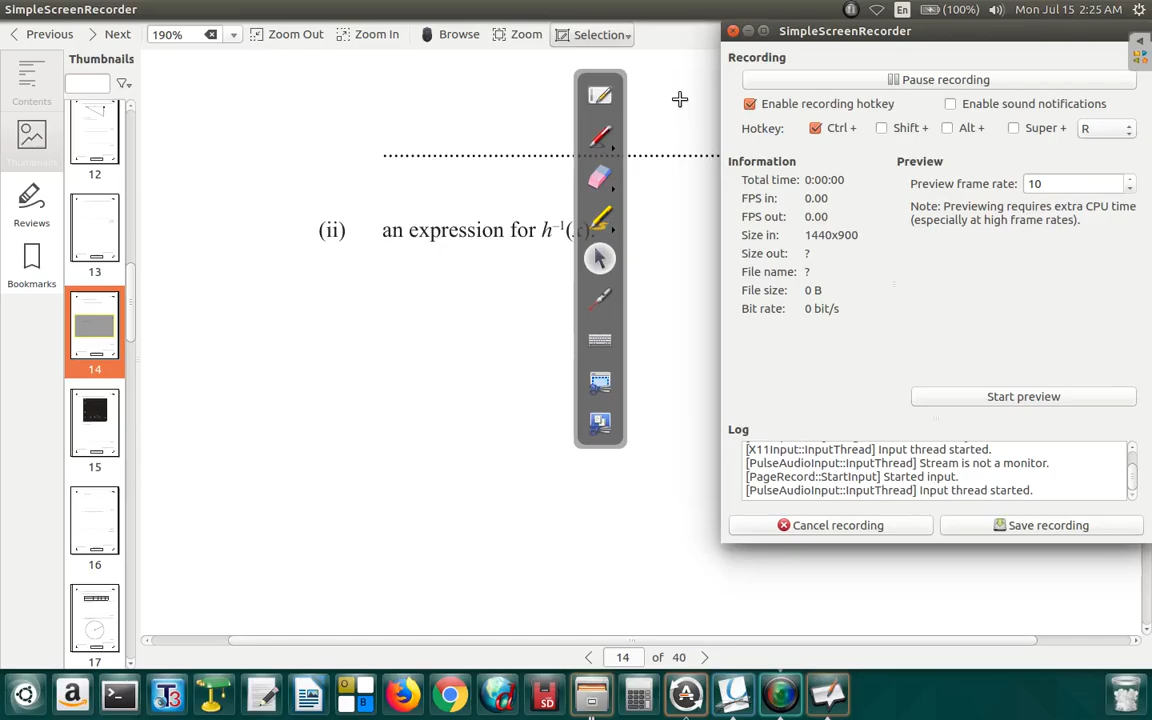 SimpleScreenRecorder
En
(100%)
Mon Jul 15 2:25 AM
Previous
Next
190%
Zoom Out
Zoom In
Browse
Zoom
Selection
Thumbnails
Contents
Thumbnails
Reviews
Bookmarks
12
13
14
15
16
17
(ii) an expression for h⁻¹(x).
14 of 40
SimpleScreenRecorder
Recording
Pause recording
Enable recording hotkey
Enable sound notifications
Hotkey:
Ctrl +
Shift +
Alt +
Super +
R
Information
Total time: 0:00:00
FPS in: 0.00
FPS out: 0.00
Size in: 1440x900
Size out: ?
File name: ?
File size: 0 B
Bit rate: 0 bit/s
Preview
Preview frame rate: 10
Note: Previewing requires extra CPU time
(especially at high frame rates).
Start preview
Log
[X11Input::InputThread] Input thread started.
[PulseAudioInput::InputThread] Stream is not a monitor.
[PageRecord::StartInput] Started input.
[PulseAudioInput::InputThread] Input thread started.
Cancel recording
Save recording
a
T3
O
B
SD
A